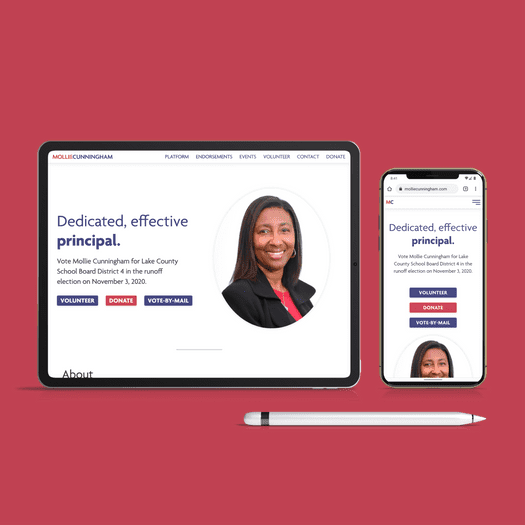 MOLLIECUNNINGHAM
PLATFORM ENDORSEMENTS EVENTS VOLUNTEER CONTACT DONATE
Dedicated, effective
principal.
Vote Mollie Cunningham for Lake County
School Board District 4 in the runoff
election on November 3, 2020.
VOLUNTEER DONATE VOTE-BY-MAIL
About
molliecunningham.com
MC
Dedicated, effective
principal.
Vote Mollie Cunningham for Lake
County School Board District 4 in the
runoff election on November 3, 2020.
VOLUNTEER
DONATE
VOTE-BY-MAIL